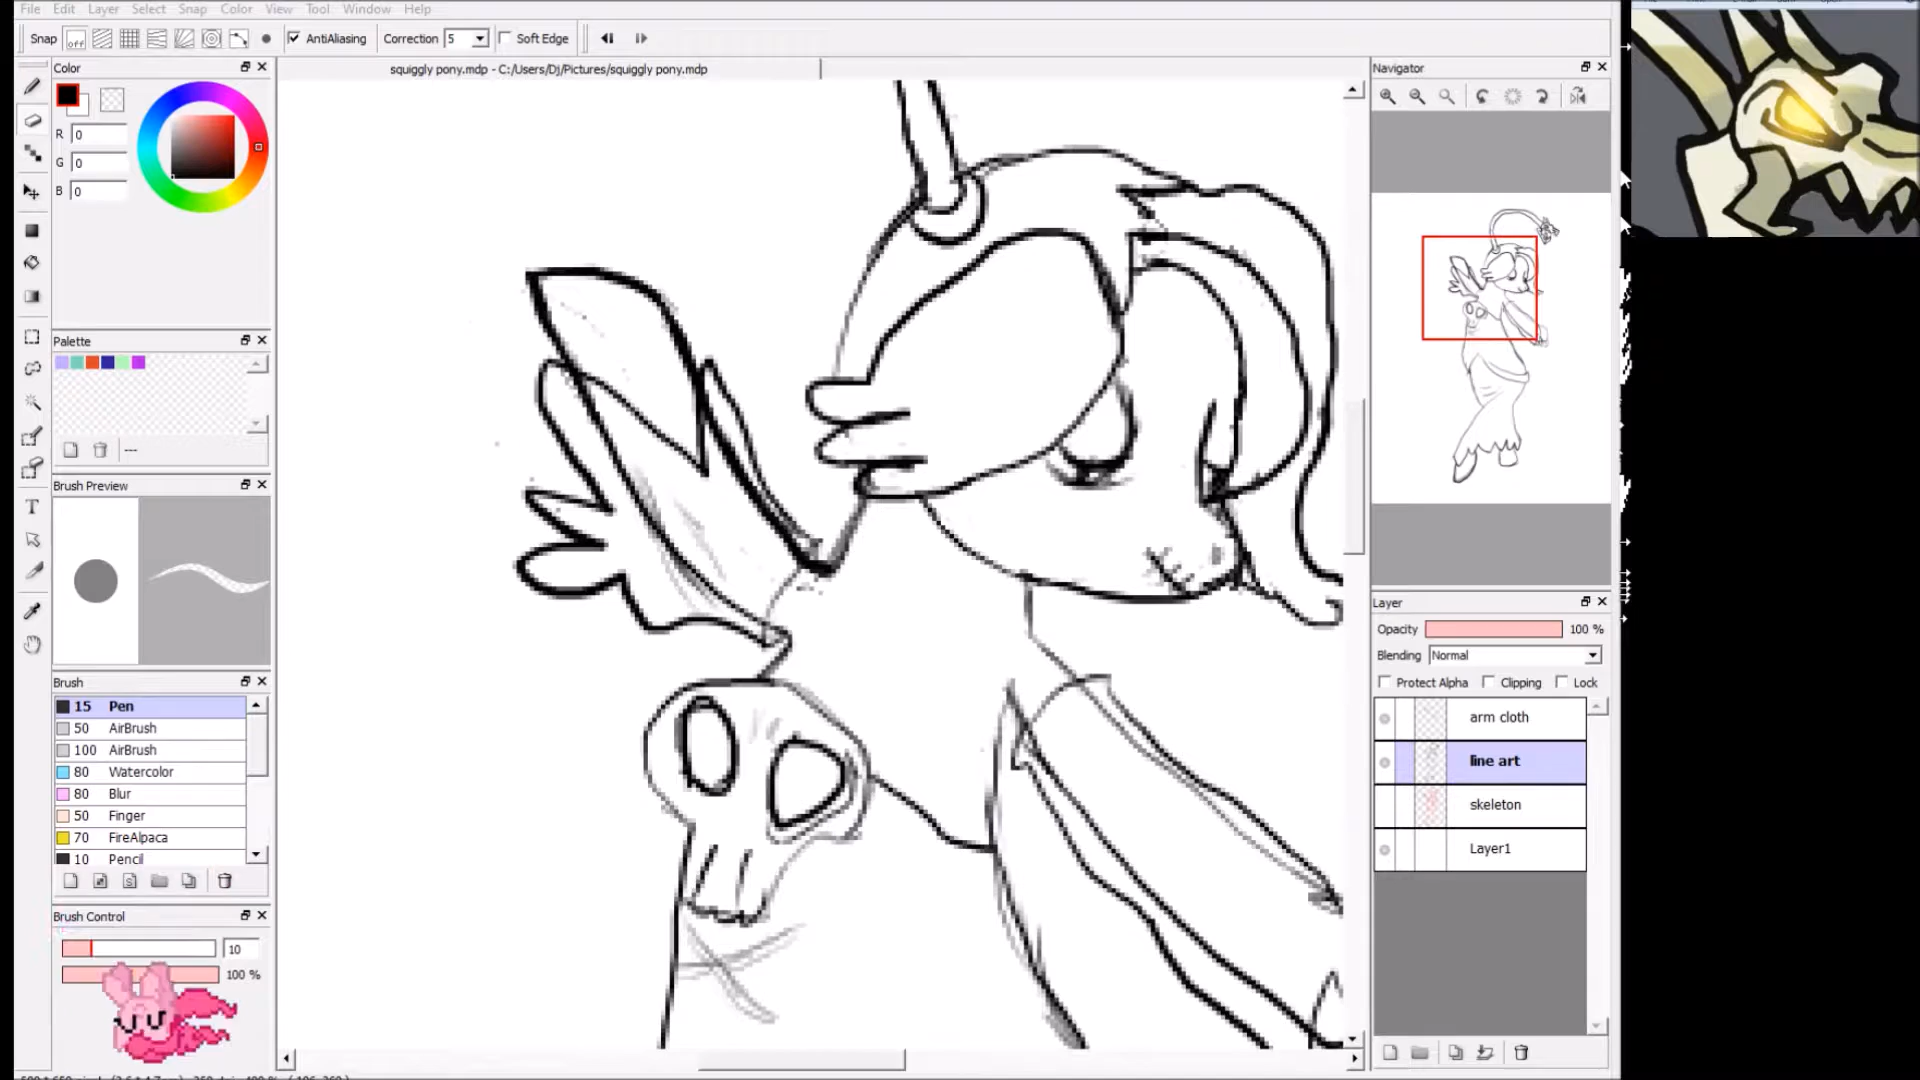 File Edit Layer Select Snap Color View Tool Window Help
Snap off AntiAliasing Correction 5 Soft Edge
Color
squiggly pony.mdp - C:/Users/Dj/Pictures/squiggly pony.mdp
Navigator
R 0
G 0
B 0
Palette
---
Brush Preview
Brush
15 Pen
50 AirBrush
100 AirBrush
80 Watercolor
80 Blur
50 Finger
70 FireAlpaca
10 Pencil
Brush Control
10
100 %
Layer
Opacity 100 %
Blending Normal
Protect Alpha Clipping Lock
arm cloth
line art
skeleton
Layer1